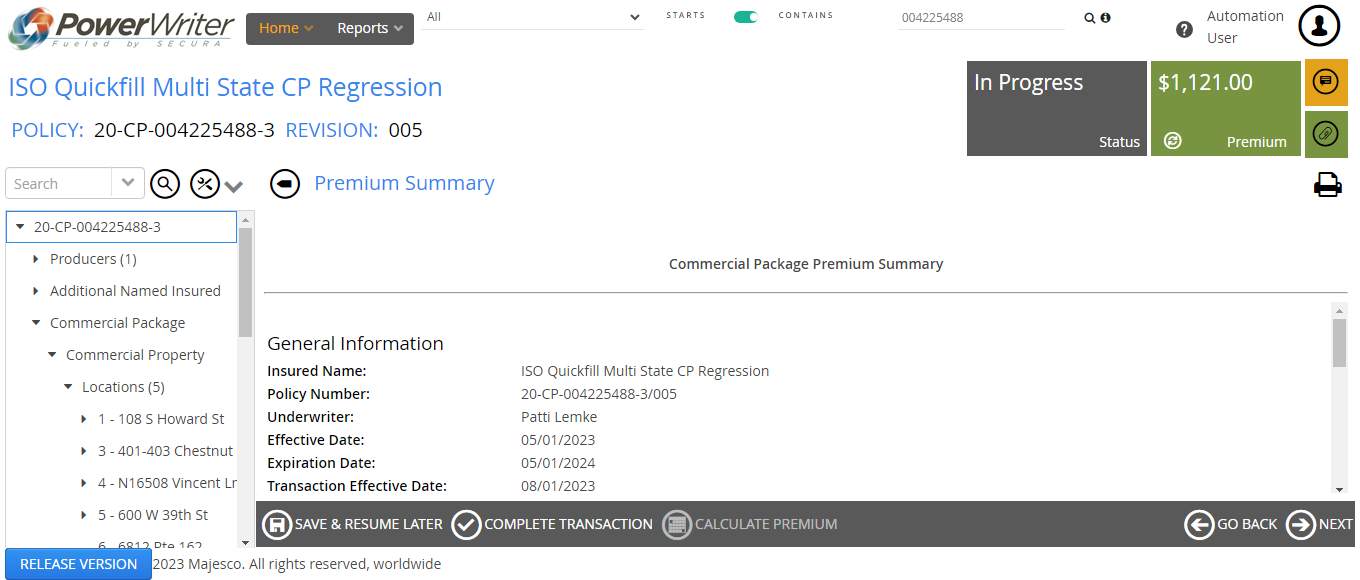 PowerWriter
Fueled by SECURA
Home
Reports
All
STARTS
CONTAINS
004225488
Automation User
ISO Quickfill Multi State CP Regression
POLICY: 20-CP-004225488-3 REVISION: 005
In Progress
Status
$1,121.00
Premium
Search
Premium Summary
20-CP-004225488-3
Producers (1)
Additional Named Insured
Commercial Package
Commercial Property
Locations (5)
1 - 108 S Howard St
3 - 401-403 Chestnut
4 - N16508 Vincent Ln
5 - 600 W 39th St
6 - 6812 Rte 162
Commercial Package Premium Summary
General Information
Insured Name: ISO Quickfill Multi State CP Regression
Policy Number: 20-CP-004225488-3/005
Underwriter: Patti Lemke
Effective Date: 05/01/2023
Expiration Date: 05/01/2024
Transaction Effective Date: 08/01/2023
SAVE & RESUME LATER
COMPLETE TRANSACTION
CALCULATE PREMIUM
GO BACK
NEXT
RELEASE VERSION
2023 Majesco. All rights reserved, worldwide